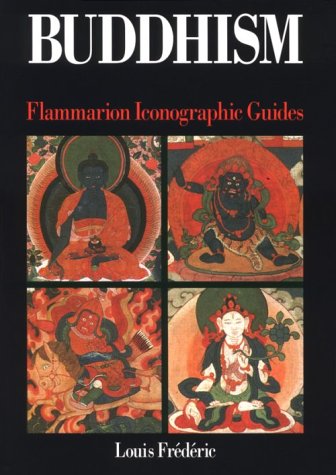 BUDDHISM
Flammarion Iconographic Guides
Louis Frédéric